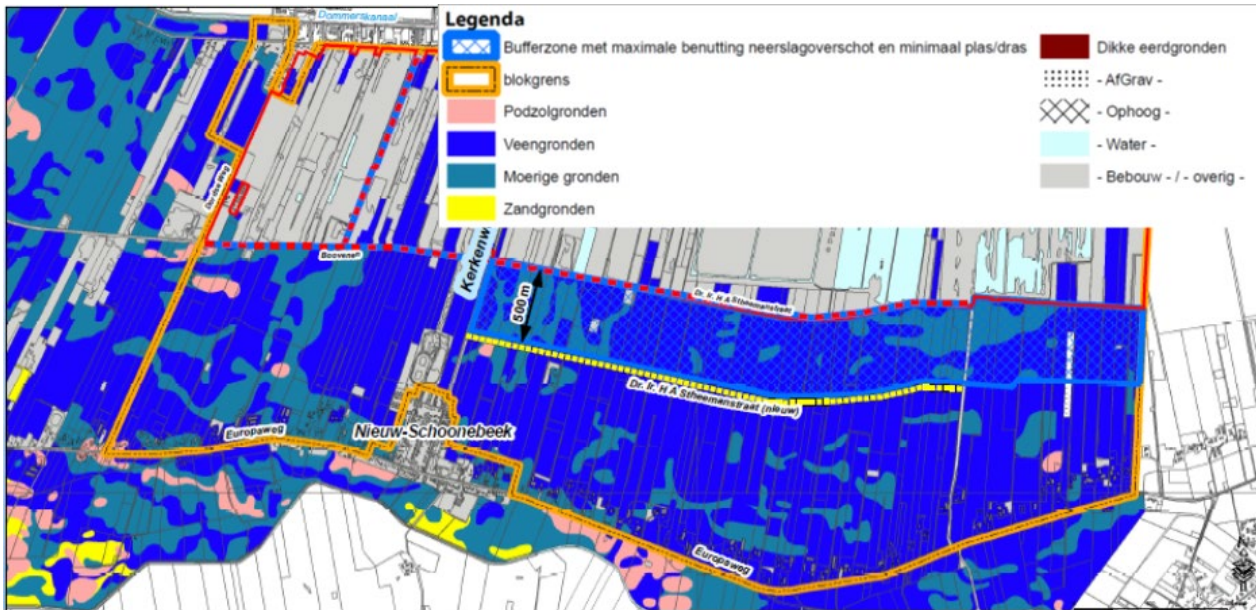 Dommerskanaal
Legenda
Bufferzone met maximale benutting neerslagoverschot en minimaal plas/dras
blokgrens
Podzolgronden
Veengronden
Moerige gronden
Zandgronden
Dikke eerdgronden
- AfGrav -
- Ophoog -
- Water -
- Bebouw - / - overig -
Kerkenw
500 m
Dr. Ir. H A Stheemanstraat
Dr. Ir. H A Stheemanstraat (nieuw)
Europaweg
Nieuw-Schoonebeek
Europaweg